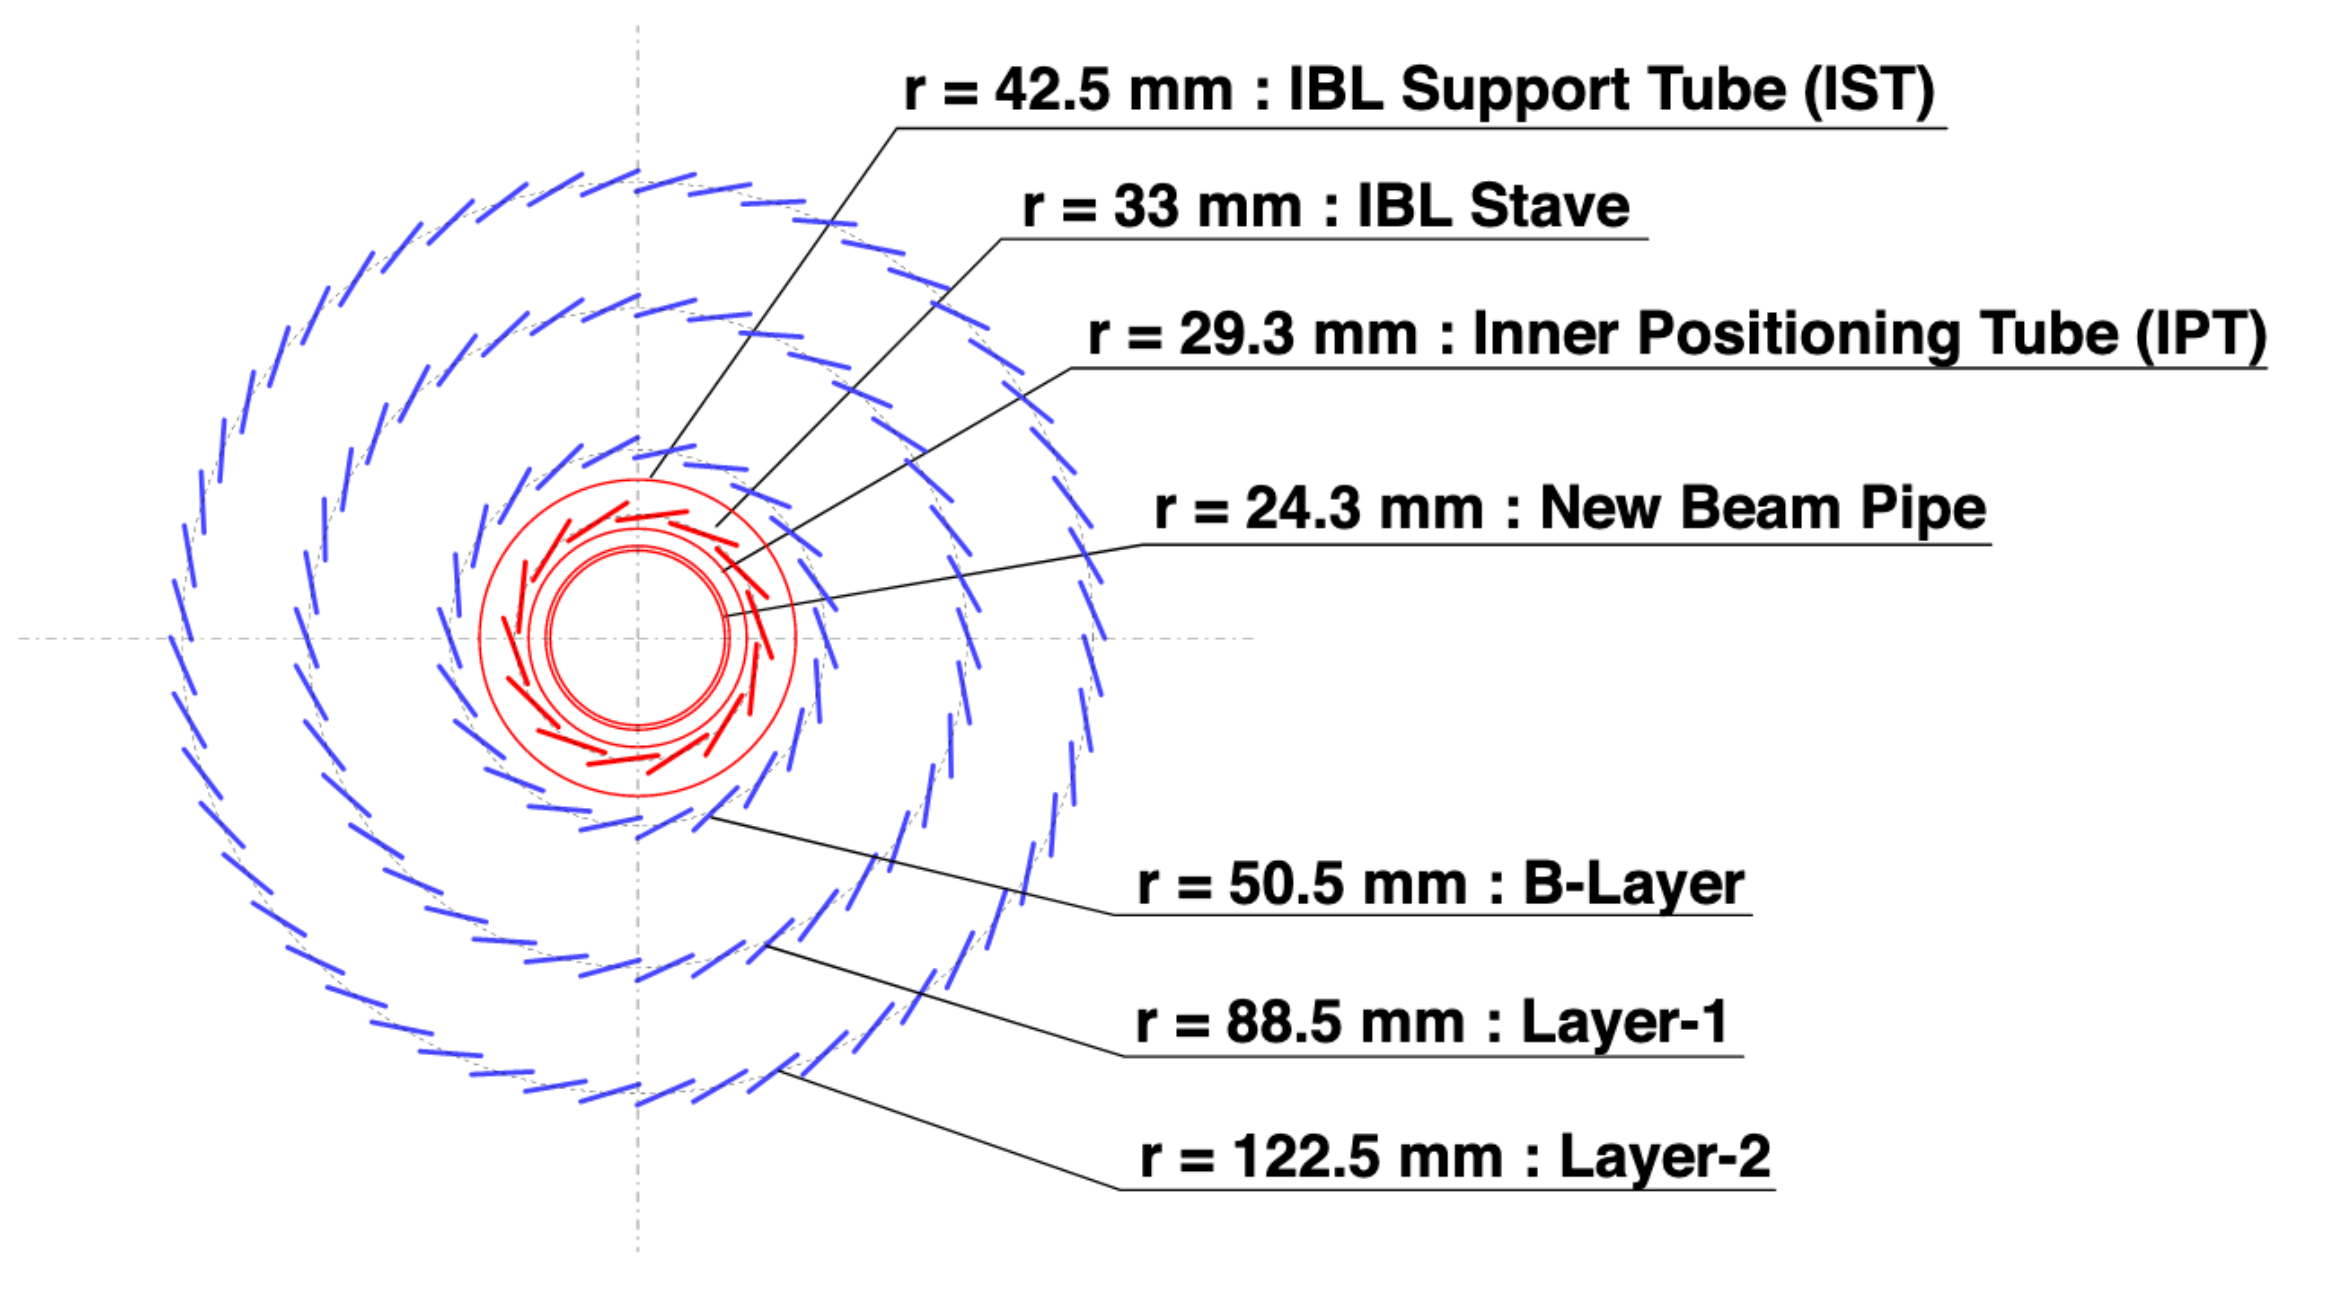 r = 42.5 mm : IBL Support Tube (IST)
r = 33 mm : IBL Stave
r = 29.3 mm : Inner Positioning Tube (IPT)
r = 24.3 mm : New Beam Pipe
r = 50.5 mm : B-Layer
r = 88.5 mm : Layer-1
r = 122.5 mm : Layer-2